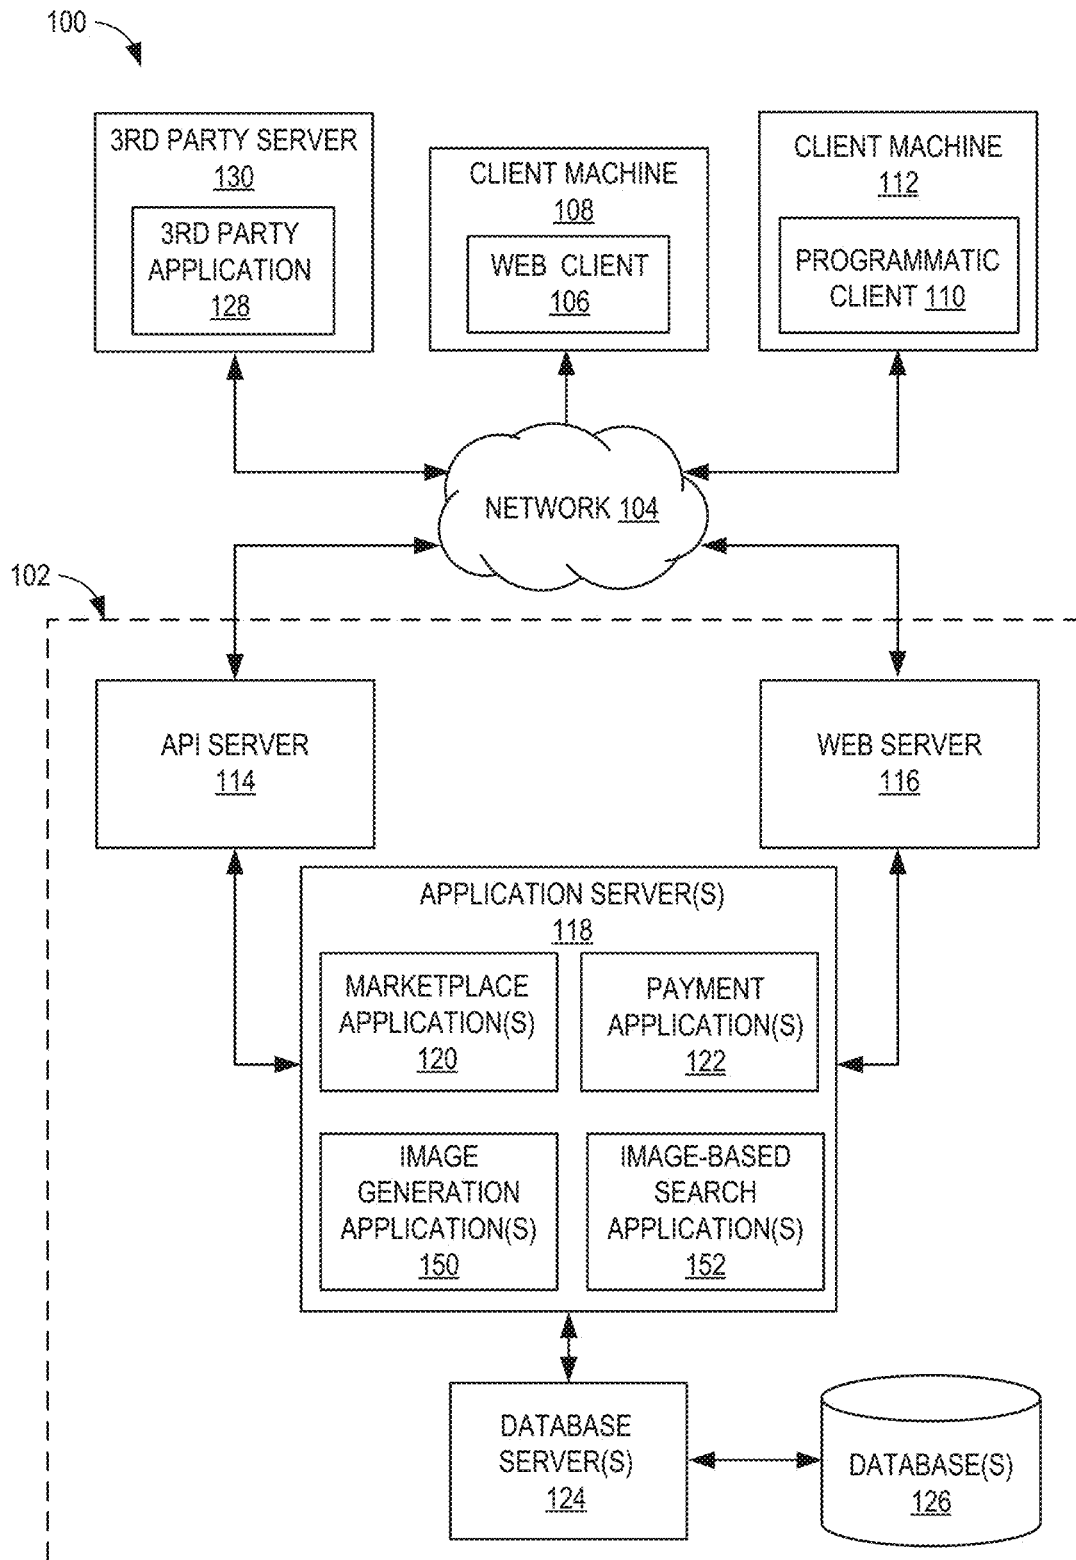 100
3RD PARTY SERVER
130
3RD PARTY
APPLICATION
128
CLIENT MACHINE
108
WEB CLIENT
106
CLIENT MACHINE
112
PROGRAMMATIC
CLIENT 110
NETWORK 104
102
API SERVER
114
WEB SERVER
116
APPLICATION SERVER(S)
118
MARKETPLACE
APPLICATION(S)
120
PAYMENT
APPLICATION(S)
122
IMAGE
GENERATION
APPLICATION(S)
150
IMAGE-BASED
SEARCH
APPLICATION(S)
152
DATABASE
SERVER(S)
124
DATABASE(S)
126